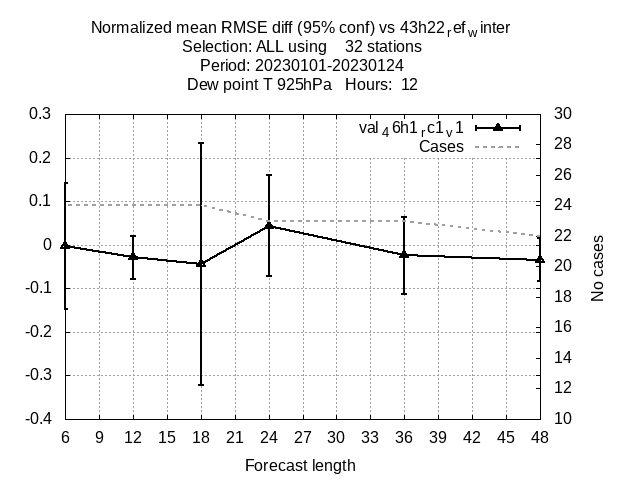 Normalized mean RMSE diff (95% conf) vs 43h22refwinter
Selection: ALL using 32 stations
Period: 20230101-20230124
Dew point T 925hPa Hours: 12
val46h1rc1v1
Cases
0.3
0.2
0.1
0
-0.1
-0.2
-0.3
-0.4
30
28
26
24
22
20
18
16
14
12
10
No cases
6 9 12 15 18 21 24 27 30 33 36 39 42 45 48
Forecast length